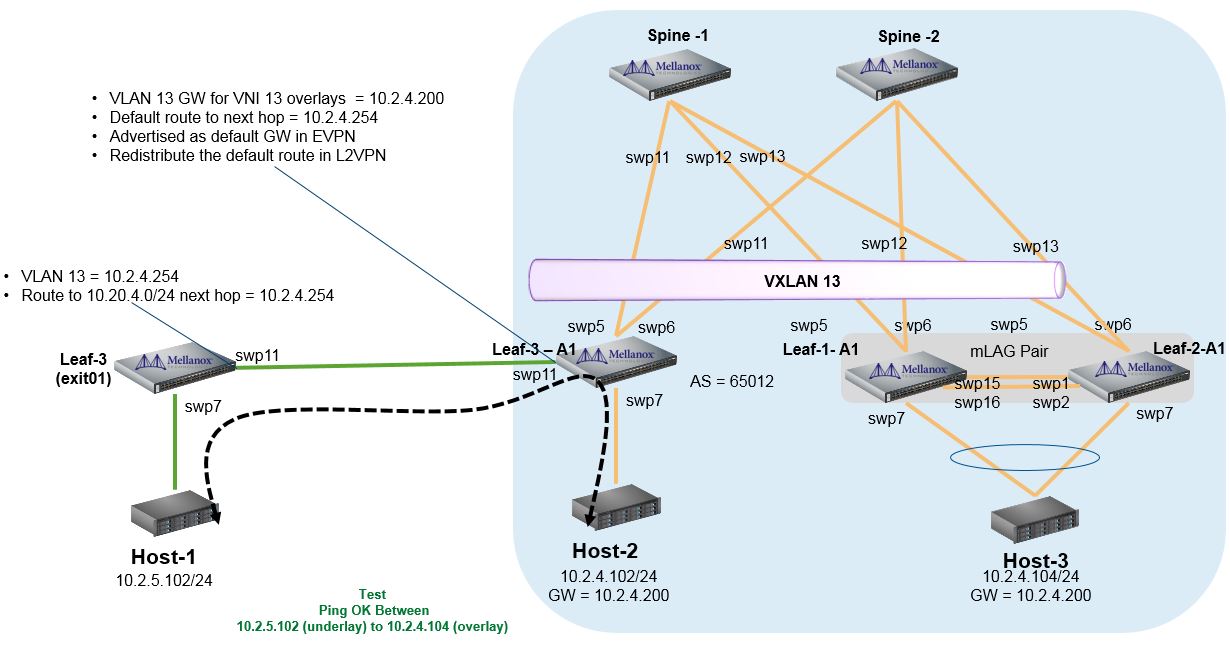 Spine -1
Spine -2
Mellanox
TECHNOLOGIES
Mellanox
TECHNOLOGIES
• VLAN 13 GW for VNI 13 overlays = 10.2.4.200
• Default route to next hop = 10.2.4.254
• Advertised as default GW in EVPN
• Redistribute the default route in L2VPN
swp11
swp12
swp13
swp11
swp12
swp13
• VLAN 13 = 10.2.4.254
• Route to 10.20.4.0/24 next hop = 10.2.4.254
VXLAN 13
swp5
swp6
swp5
swp6
swp5
swp6
Leaf-3
(exit01)
Mellanox
swp11
Leaf-3 – A1
swp11
Mellanox
AS = 65012
Leaf-1- A1
mLAG Pair
Leaf-2-A1
Mellanox
Mellanox
swp15
swp1
swp16
swp2
swp7
swp7
swp7
swp7
Host-1
10.2.5.102/24
Host-2
10.2.4.102/24
GW = 10.2.4.200
Host-3
10.2.4.104/24
GW = 10.2.4.200
Test
Ping OK Between
10.2.5.102 (underlay) to 10.2.4.104 (overlay)